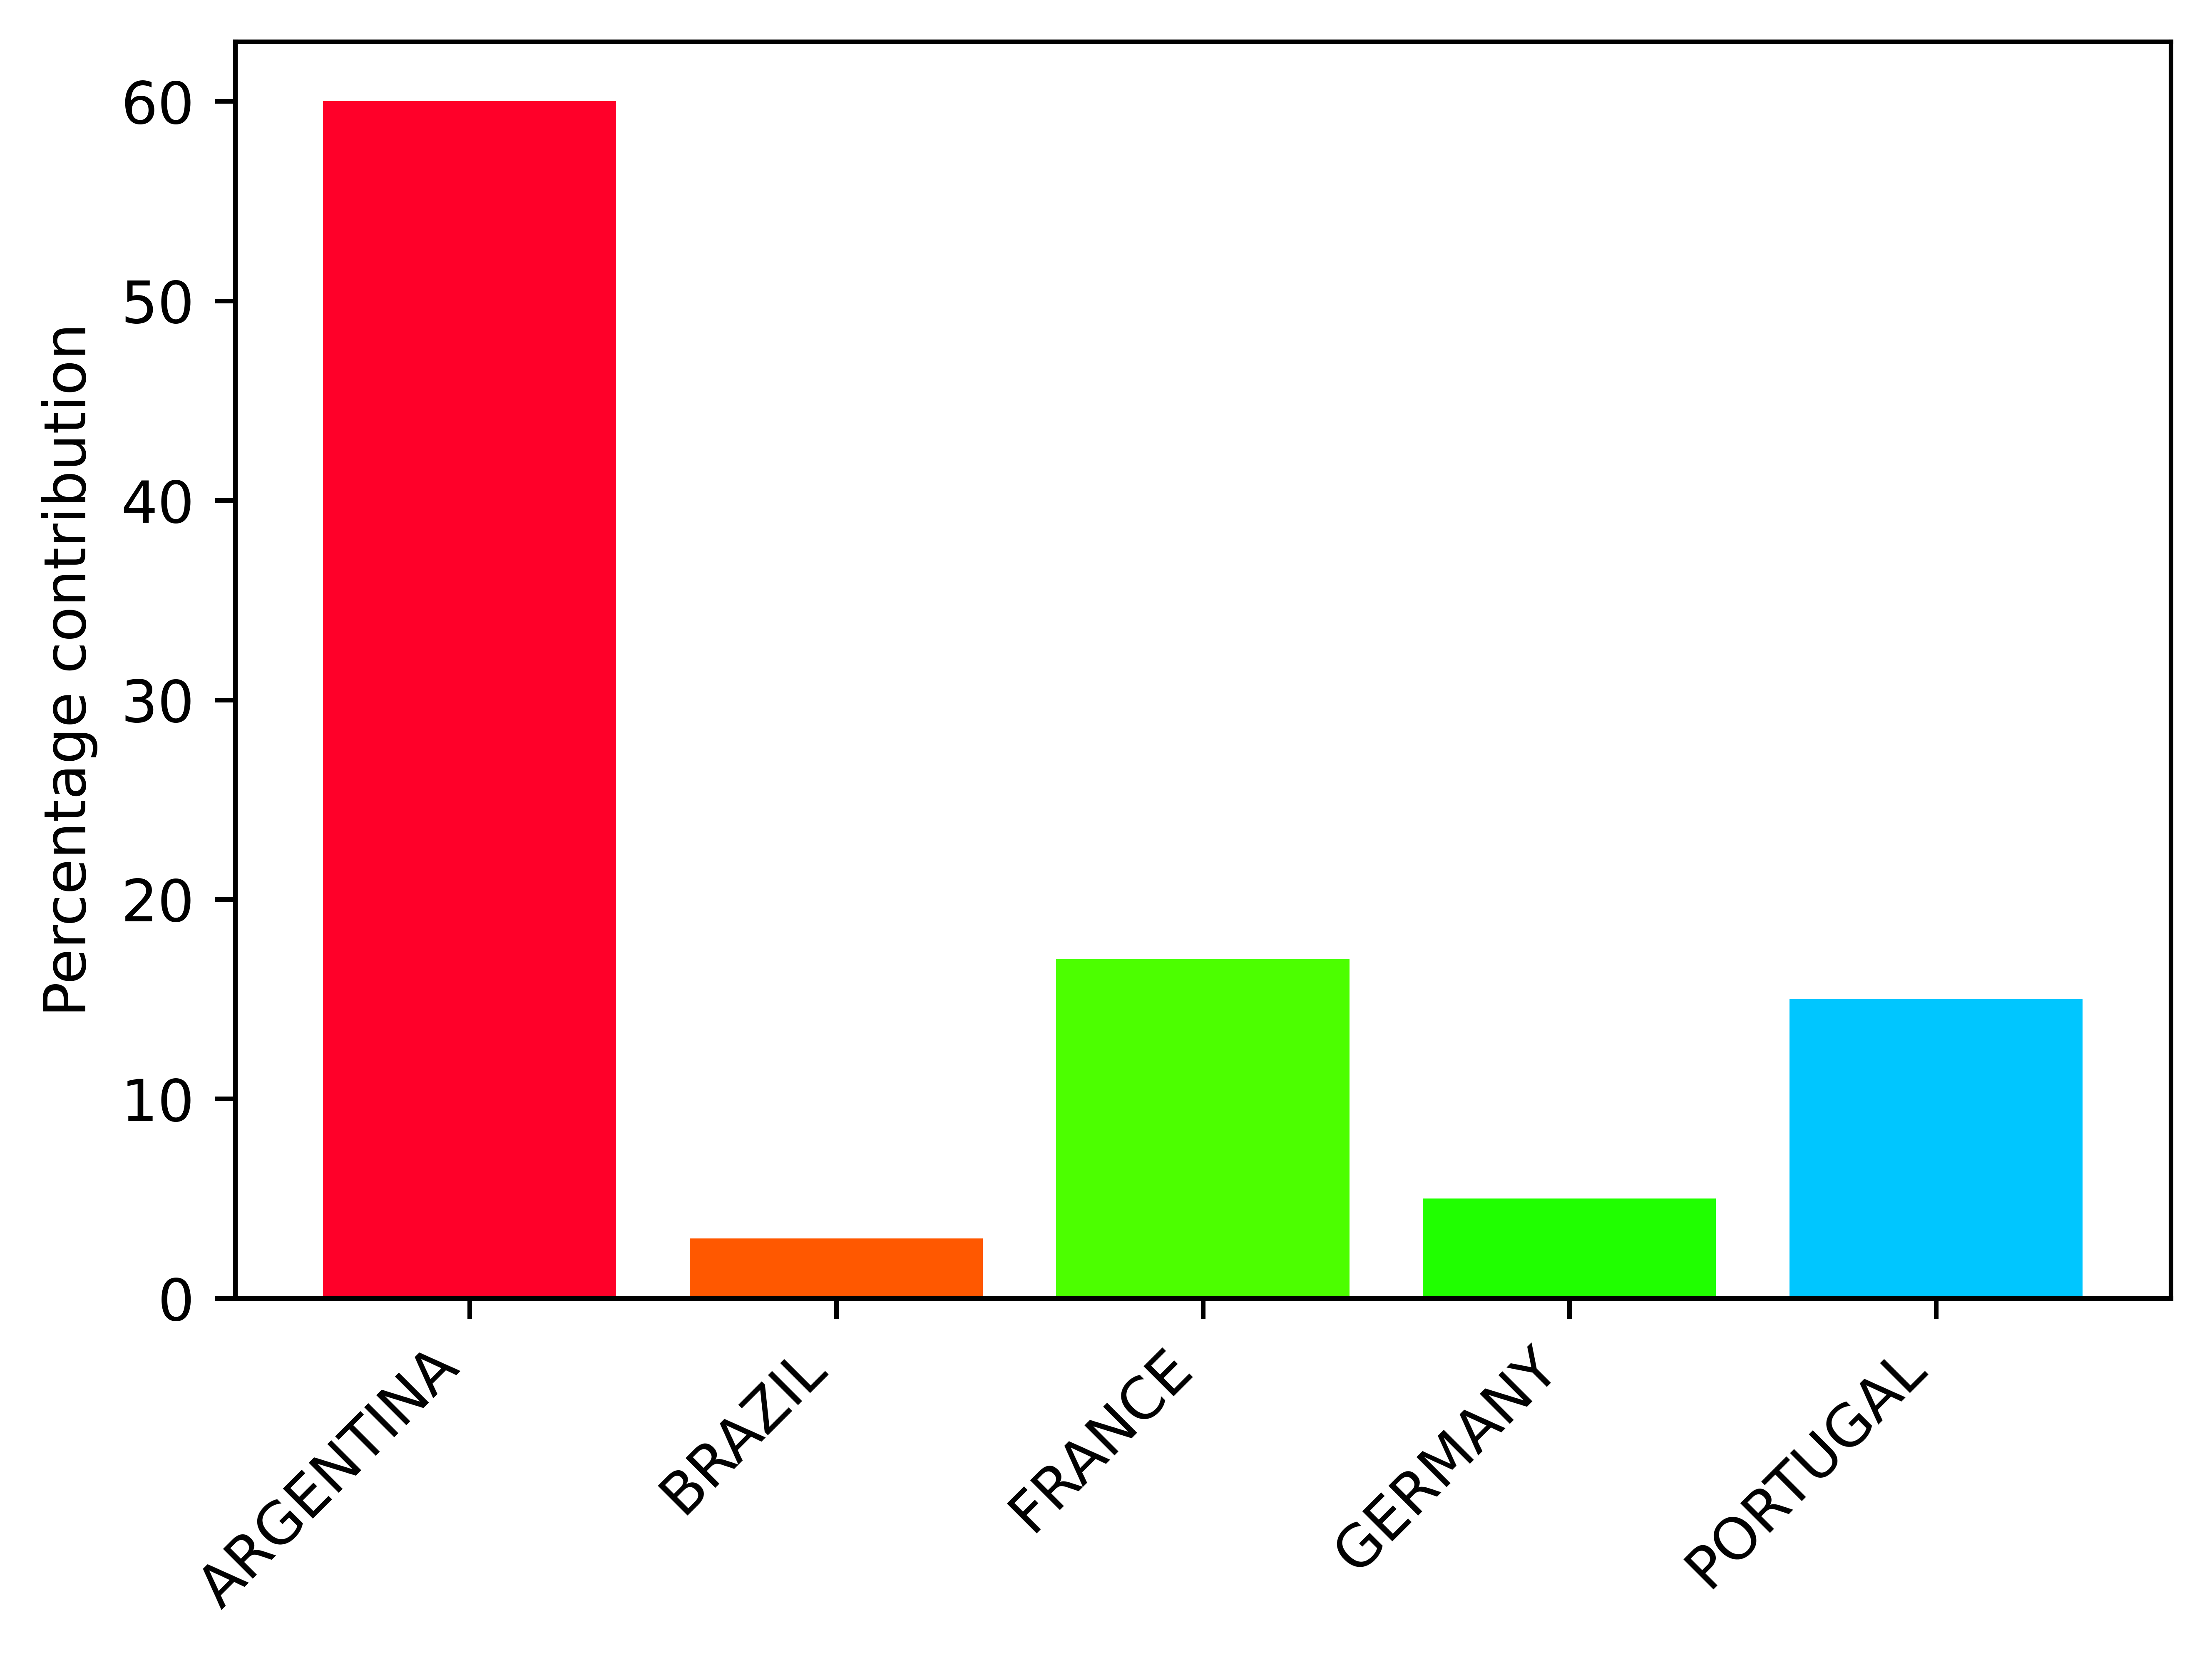 Percentage contribution
60
50
40
30
20
10
0
ARGENTINA
BRAZIL
FRANCE
GERMANY
PORTUGAL